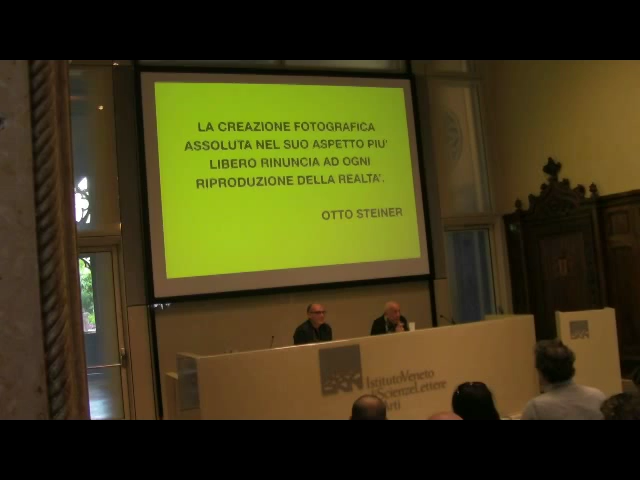 LA CREAZIONE FOTOGRAFICA
ASSOLUTA NEL SUO ASPETTO PIU'
LIBERO RINUNCIA AD OGNI
RIPRODUZIONE DELLA REALTA'.
OTTO STEINER
IstitutoVeneto
ScienzeLettere
Arti